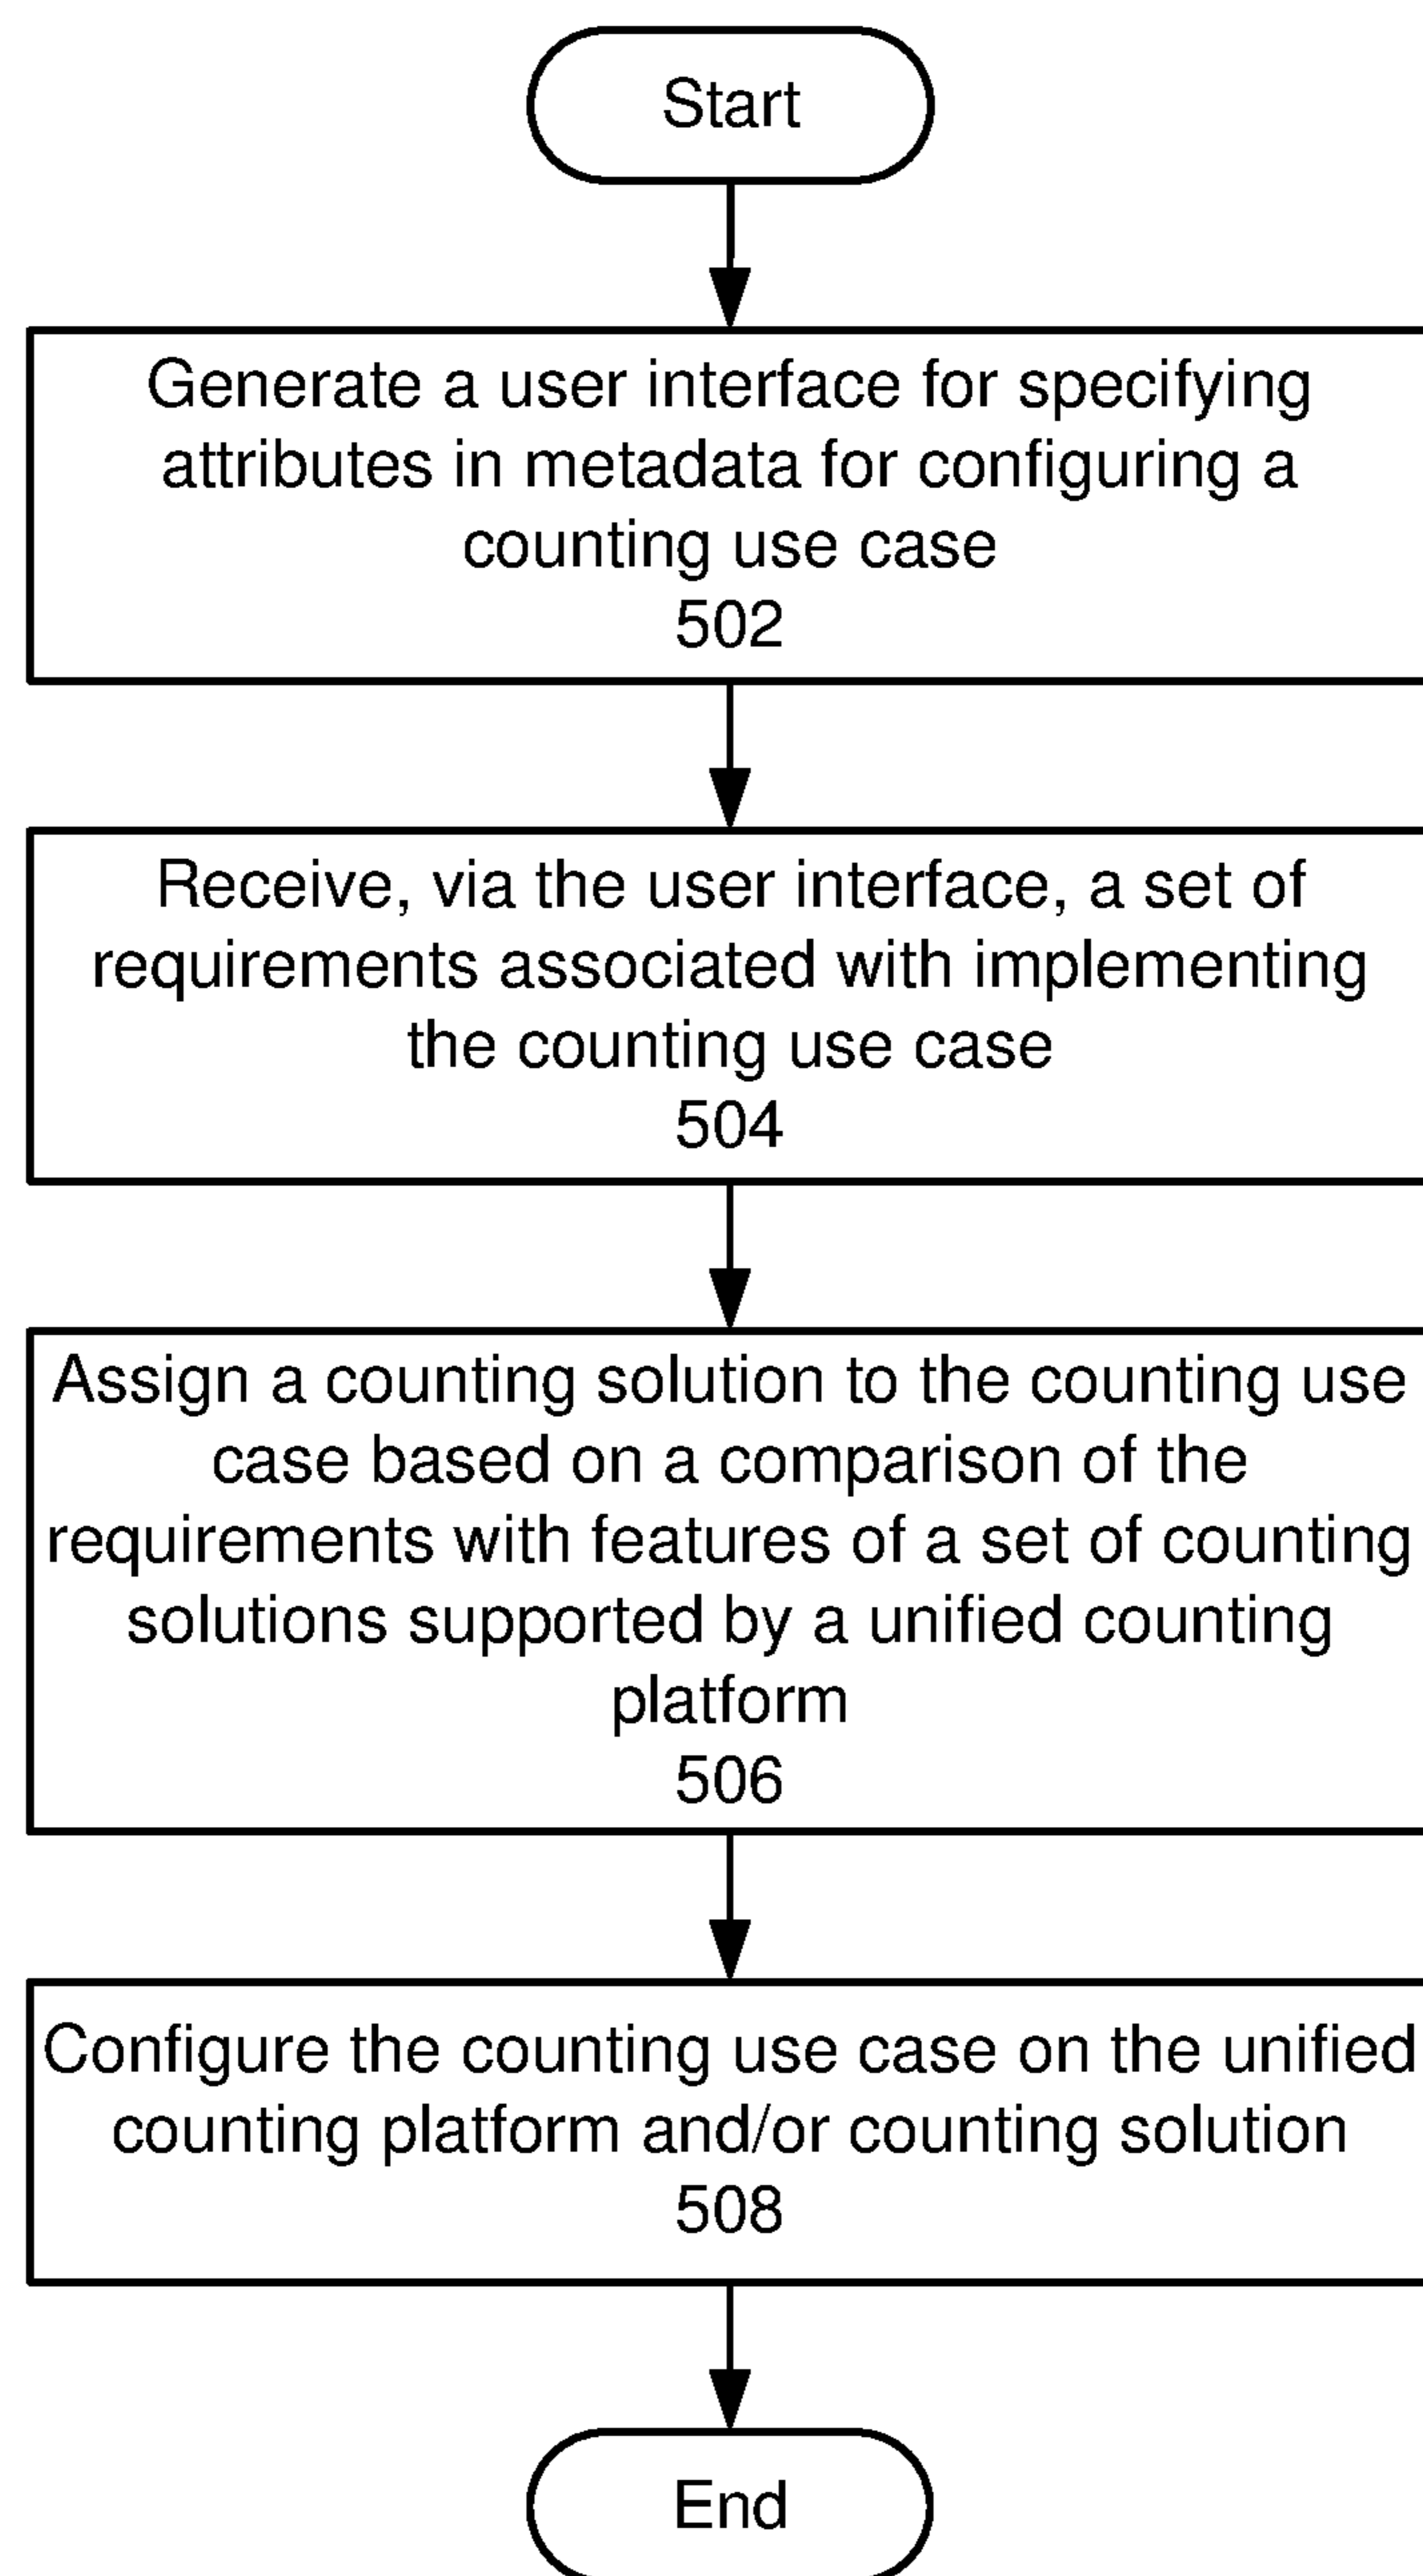 Start
Generate a user interface for specifying
attributes in metadata for configuring a
counting use case
502
Receive, via the user interface, a set of
requirements associated with implementing
the counting use case
504
Assign a counting solution to the counting use
case based on a comparison of the
requirements with features of a set of counting
solutions supported by a unified counting
platform
506
Configure the counting use case on the unified
counting platform and/or counting solution
508
End